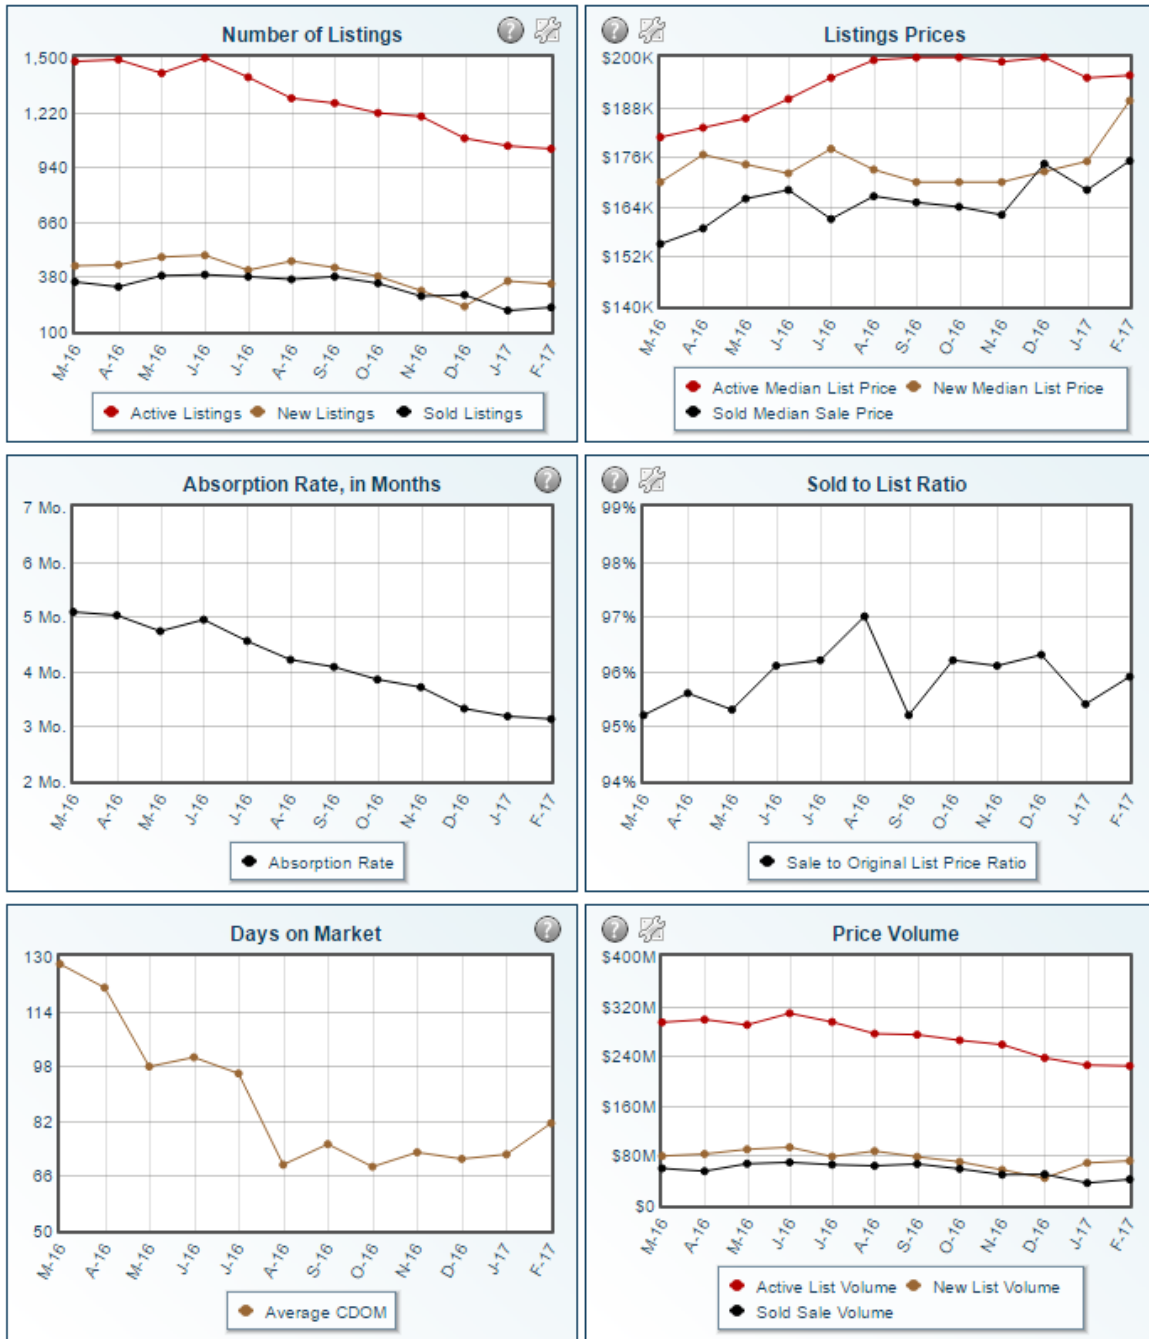 Number of Listings
?
1,500
1,220
940
660
380
100
M-16 A-16 M-16 J-16 J-16 A-16 S-16 O-16 N-16 D-16 J-17 F-17
Active Listings New Listings Sold Listings
?
Listings Prices
$200K
$188K
$176K
$164K
$152K
$140K
M-16 A-16 M-16 J-16 J-16 A-16 S-16 O-16 N-16 D-16 J-17 F-17
Active Median List Price New Median List Price
Sold Median Sale Price
Absorption Rate, in Months
?
7 Mo.
6 Mo.
5 Mo.
4 Mo.
3 Mo.
2 Mo.
M-16 A-16 M-16 J-16 J-16 A-16 S-16 O-16 N-16 D-16 J-17 F-17
Absorption Rate
?
Sold to List Ratio
99%
98%
97%
96%
95%
94%
M-16 A-16 M-16 J-16 J-16 A-16 S-16 O-16 N-16 D-16 J-17 F-17
Sale to Original List Price Ratio
Days on Market
?
130
114
98
82
66
50
M-16 A-16 M-16 J-16 J-16 A-16 S-16 O-16 N-16 D-16 J-17 F-17
Average CDOM
?
Price Volume
$400M
$320M
$240M
$160M
$80M
$0
M-16 A-16 M-16 J-16 J-16 A-16 S-16 O-16 N-16 D-16 J-17 F-17
Active List Volume New List Volume
Sold Sale Volume